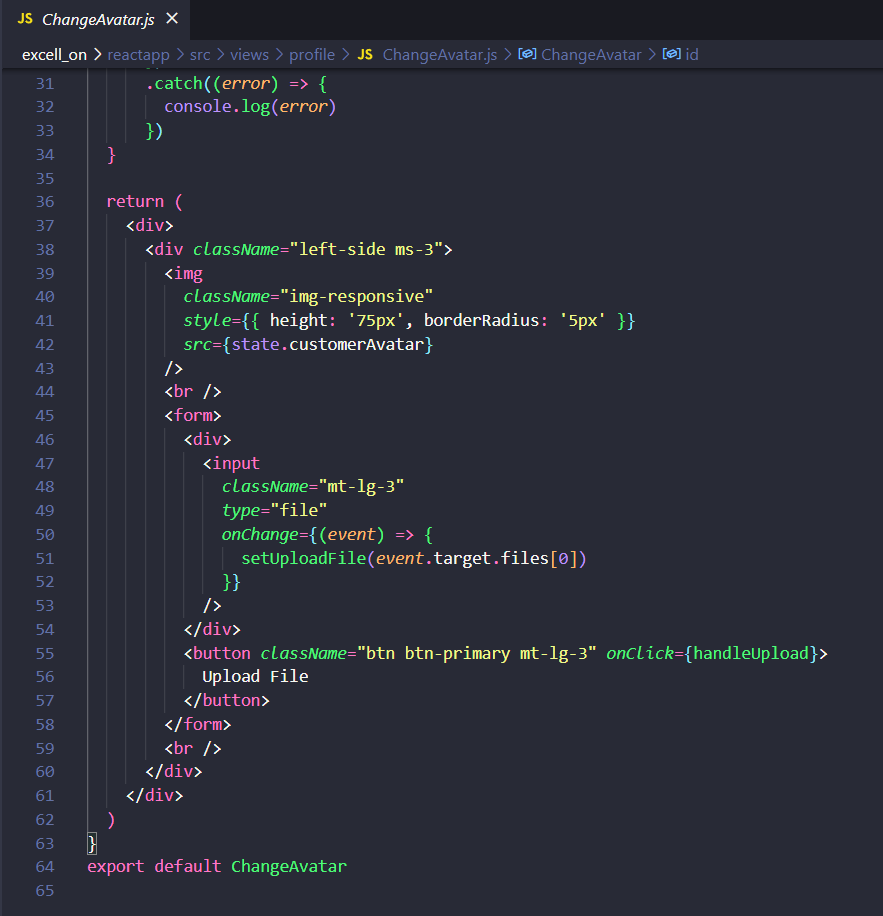 JS ChangeAvatar.js ×
excell_on > reactapp > src > views > profile > JS ChangeAvatar.js > ChangeAvatar > id
31 .catch((error) => {
32 console.log(error)
33 })
34 }
35
36 return (
37 <div>
38 <div className="left-side ms-3">
39 <img
40 className="img-responsive"
41 style={{ height: '75px', borderRadius: '5px' }}
42 src={state.customerAvatar}
43 />
44 <br />
45 <form>
46 <div>
47 <input
48 className="mt-lg-3"
49 type="file"
50 onChange={(event) => {
51 setUploadFile(event.target.files[0])
52 }}
53 />
54 </div>
55 <button className="btn btn-primary mt-lg-3" onClick={handleUpload}>
56 Upload File
57 </button>
58 </form>
59 <br />
60 </div>
61 </div>
62 )
63 }
64 export default ChangeAvatar
65